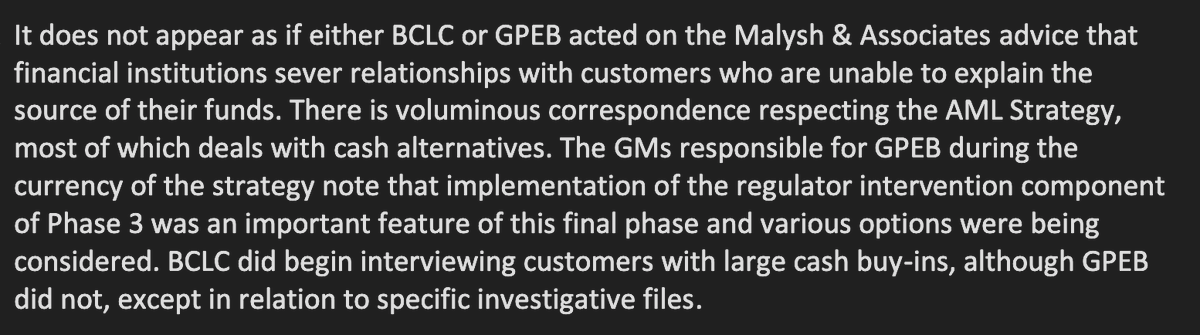 It does not appear as if either BCLC or GPEB acted on the Malysh & Associates advice that
financial institutions sever relationships with customers who are unable to explain the
source of their funds. There is voluminous correspondence respecting the AML Strategy,
most of which deals with cash alternatives. The GMs responsible for GPEB during the
currency of the strategy note that implementation of the regulator intervention component
of Phase 3 was an important feature of this final phase and various options were being
considered. BCLC did begin interviewing customers with large cash buy-ins, although GPEB
did not, except in relation to specific investigative files.